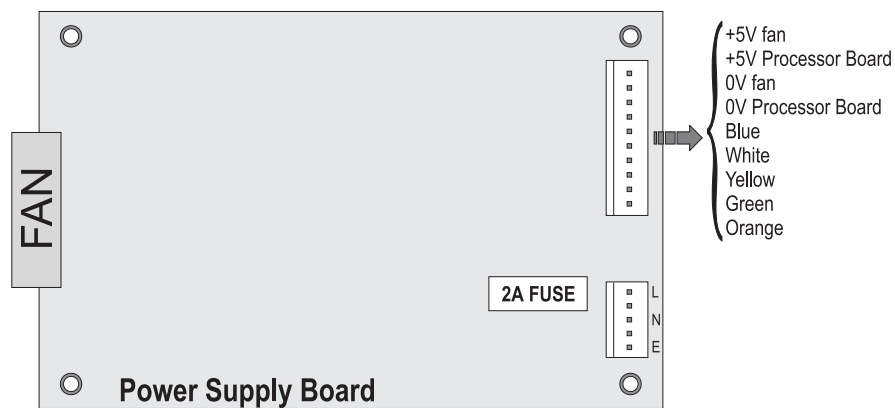 +5V fan
+5V Processor Board
0V fan
0V Processor Board
Blue
White
Yellow
Green
Orange
FAN
2A FUSE
L
N
E
Power Supply Board